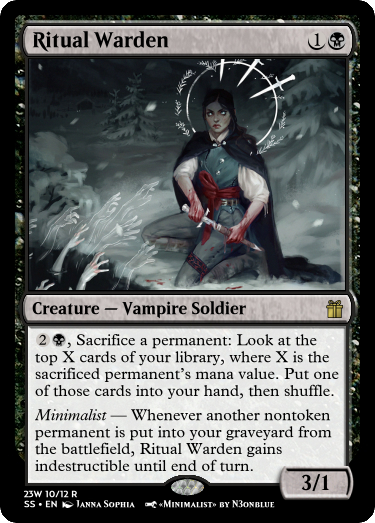 Ritual Warden 1
Creature — Vampire Soldier
2 , Sacrifice a permanent: Look at the
top X cards of your library, where X is the
sacrificed permanent's mana value. Put one
of those cards into your hand, then shuffle.
Minimalist — Whenever another nontoken
permanent is put into your graveyard from
the battlefield, Ritual Warden gains
indestructible until end of turn.
3/1
23W 10/12 R
SS • EN Janna Sophia «Minimalist» by N3onblue